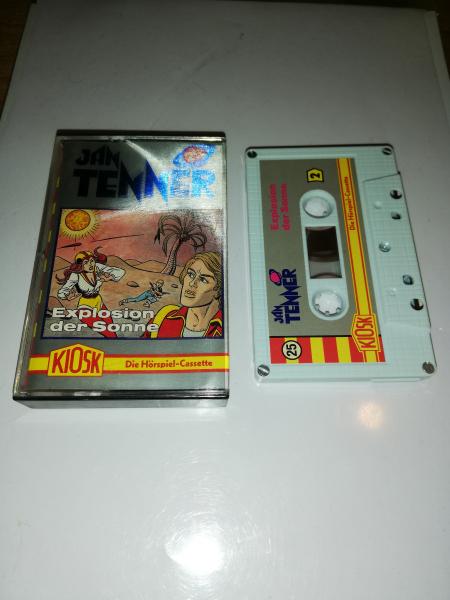 JAN
TENNER
Explosion
der Sonne
KIOSK
Die Hörspiel-Cassette
2
Explosion
der Sonne
JAN
TENNER
25
KIOSK
Die Hörspiel-Cassette